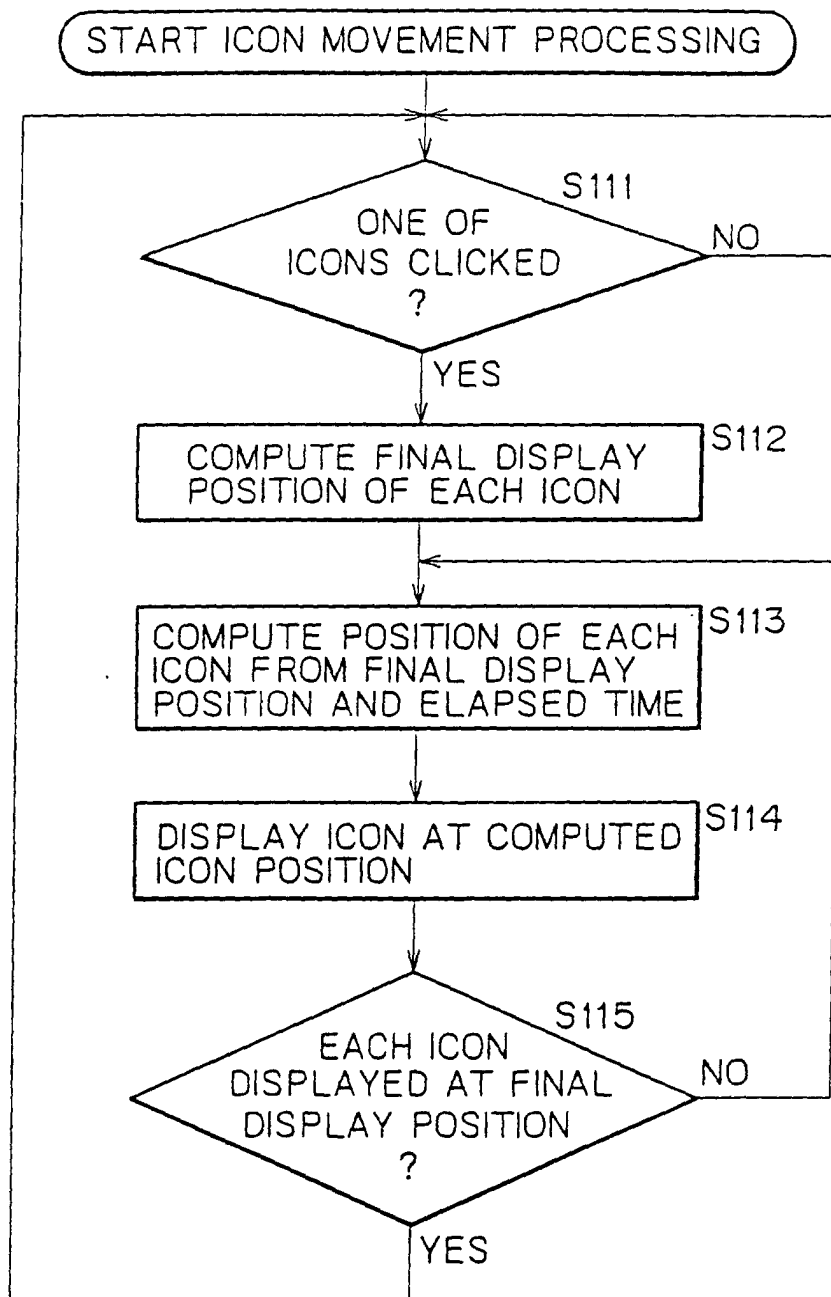 START ICON MOVEMENT PROCESSING
S111
ONE OF
ICONS CLICKED
?
NO
YES
S112
COMPUTE FINAL DISPLAY
POSITION OF EACH ICON
S113
COMPUTE POSITION OF EACH
ICON FROM FINAL DISPLAY
POSITION AND ELAPSED TIME
S114
DISPLAY ICON AT COMPUTED
ICON POSITION
S115
EACH ICON
DISPLAYED AT FINAL
DISPLAY POSITION
?
NO
YES